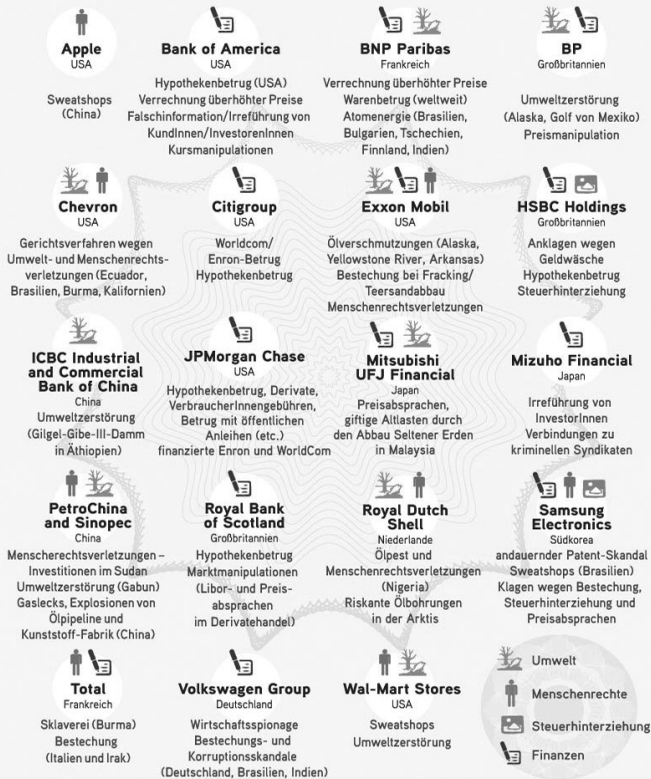 Apple
USA
Sweatshops
(China)
Bank of America
USA
Hypothekenbetrug (USA)
Verrechnung überhöhter Preise
Falschinformation/Irreführung von
KundInnen/InvestorenInnen
Kursmanipulationen
BNP Paribas
Frankreich
Verrechnung überhöhter Preise
Warenbetrug (weltweit)
Atomenergie (Brasilien,
Bulgarien, Tschechien,
Finnland, Indien)
BP
Großbritannien
Umweltzerstörung
(Alaska, Golf von Mexiko)
Preismanipulation
Chevron
USA
Gerichtsverfahren wegen
Umwelt- und Menschenrechts-
verletzungen (Ecuador,
Brasilien, Burma, Kalifornien)
Citigroup
USA
Worldcom/
Enron-Betrug
Hypothekenbetrug
Exxon Mobil
USA
Ölverschmutzungen (Alaska,
Yellowstone River, Arkansas)
Bestechung bei Fracking/
Teersandabbau
Menschenrechtsverletzungen
HSBC Holdings
Großbritannien
Anklagen wegen
Geldwäsche
Hypothekenbetrug
Steuerhinterziehung
ICBC Industrial
and Commercial
Bank of China
China
Umweltzerstörung
(Gilgel-Gibe-III-Damm
in Äthiopien)
JPMorgan Chase
USA
Hypothekenbetrug, Derivate,
VerbraucherInnengebühren,
Betrug mit öffentlichen
Anleihen (etc.)
finanzierte Enron und WorldCom
Mitsubishi
UFJ Financial
Japan
Preisabsprachen,
giftige Altlasten durch
den Abbau Seltener Erden
in Malaysia
Mizuho Financial
Japan
Irreführung von
InvestorInnen
Verbindungen zu
kriminellen Syndikaten
PetroChina
and Sinopec
China
Menscherechtsverletzungen –
Investitionen im Sudan
Umweltzerstörung (Gabun)
Gaslecks, Explosionen von
Ölpipeline und
Kunststoff-Fabrik (China)
Royal Bank
of Scotland
Großbritannien
Hypothekenbetrug
Marktmanipulationen
(Libor- und Preis-
absprachen
im Derivatehandel)
Royal Dutch
Shell
Niederlande
Ölpest und
Menschenrechtsverletzungen
(Nigeria)
Riskante Ölbohrungen
in der Arktis
Samsung
Electronics
Südkorea
andauernder Patent-Skandal
Sweatshops (Brasilien)
Klagen wegen Bestechung,
Steuerhinterziehung und
Preisabsprachen
Total
Frankreich
Sklaverei (Burma)
Bestechung
(Italien und Irak)
Volkswagen Group
Deutschland
Wirtschaftsspionage
Bestechungs- und
Korruptionsskandale
(Deutschland, Brasilien, Indien)
Wal-Mart Stores
USA
Sweatshops
Umweltzerstörung
Umwelt
Menschenrechte
Steuerhinterziehung
Finanzen